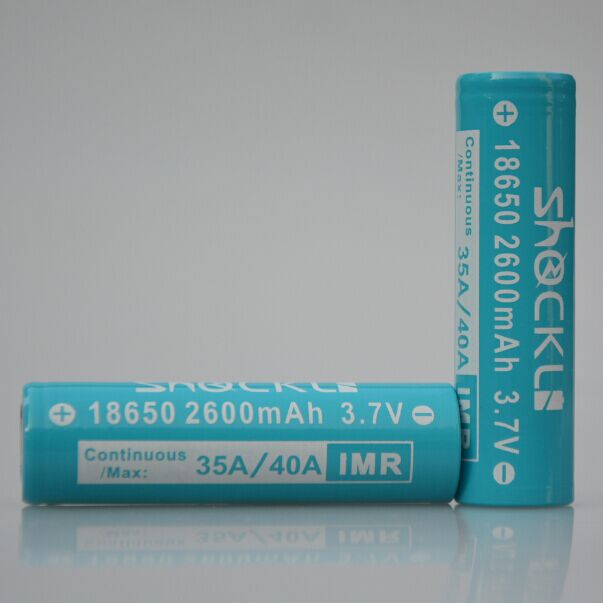 SHOCKLI
+ 18650 2600mAh 3.7V −
Continuous
/Max: 35A/40A IMR
SHOCKLI
+ 18650 2600mAh 3.7V −
Continuous
/Max: 35A/40A IMR